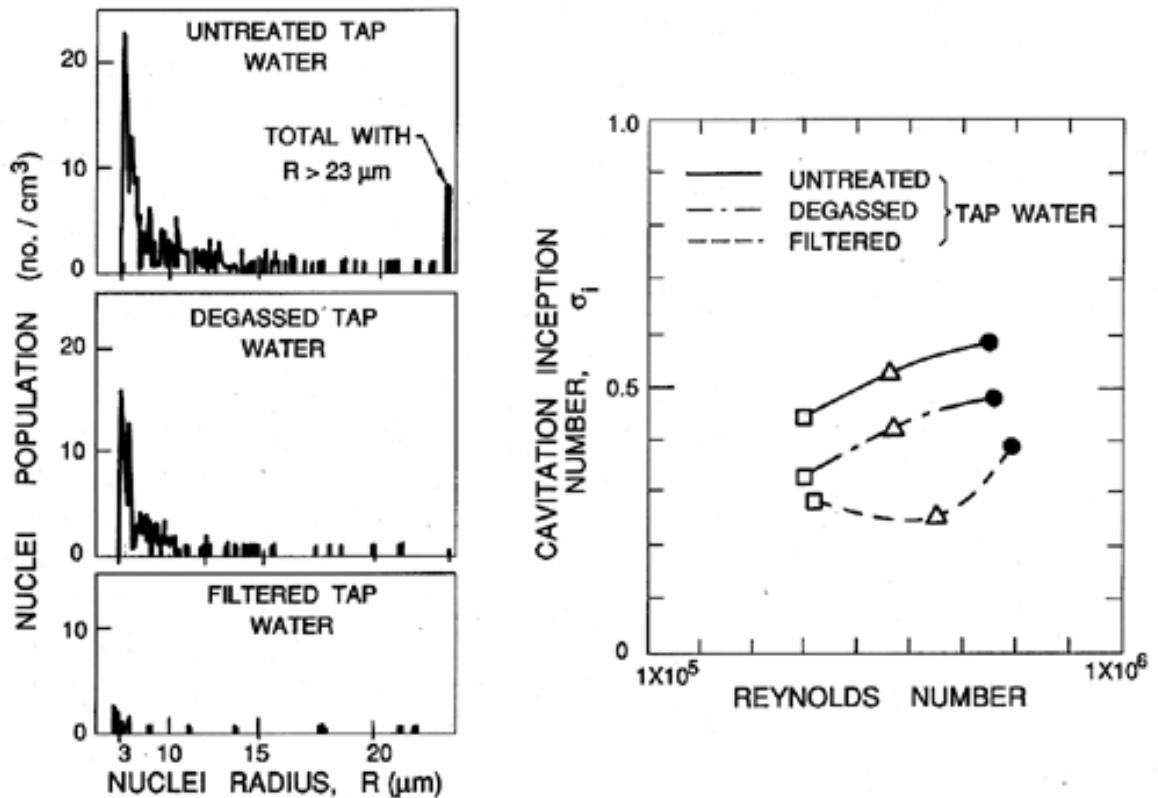 NUCLEI POPULATION (no. / cm³)
UNTREATED TAP
WATER
TOTAL WITH
R > 23 μm
20
10
0
DEGASSED TAP
WATER
20
10
0
FILTERED TAP
WATER
10
0
3 10 15 20
NUCLEI RADIUS, R (μm)
CAVITATION INCEPTION
NUMBER, σi
1.0
0.5
0
UNTREATED
DEGASSED
FILTERED
TAP WATER
1X10⁵ 1X10⁶
REYNOLDS NUMBER